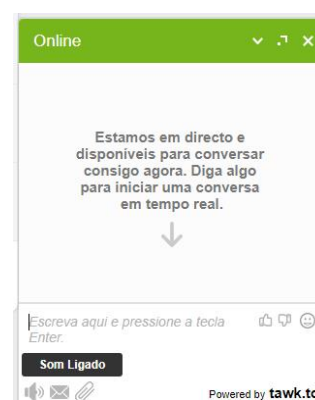 Online
Estamos em directo e
disponíveis para conversar
consigo agora. Diga algo
para iniciar uma conversa
em tempo real.
Escreva aqui e pressione a tecla
Enter.
Som Ligado
Powered by tawk.to